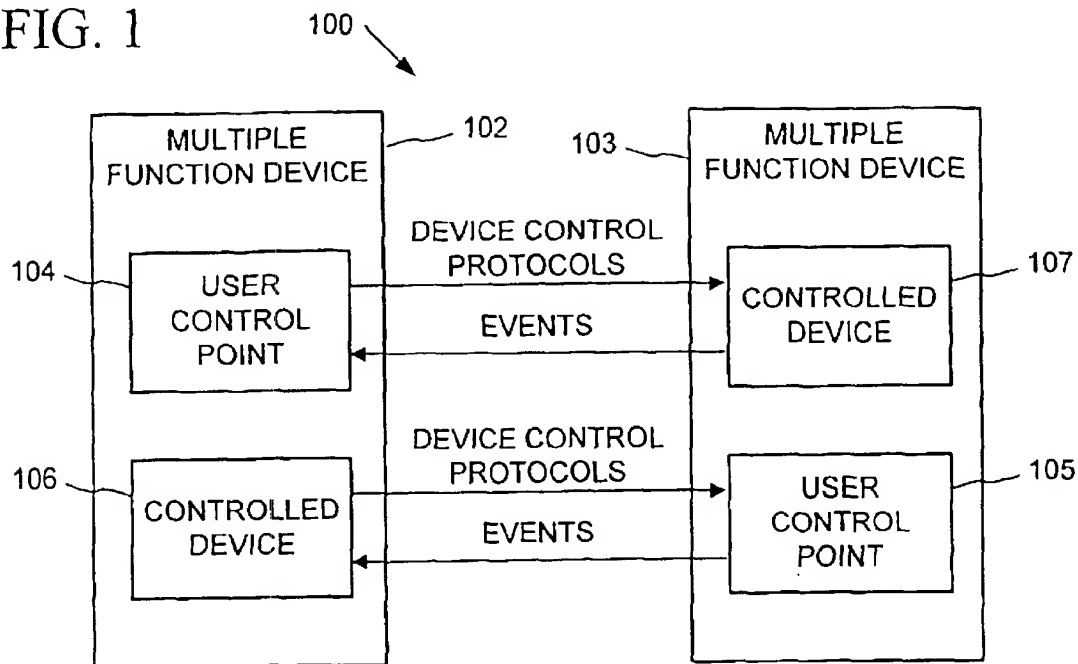 FIG. 1
100
MULTIPLE
FUNCTION DEVICE
102
103
MULTIPLE
FUNCTION DEVICE
104
USER
CONTROL
POINT
DEVICE CONTROL
PROTOCOLS
EVENTS
107
CONTROLLED
DEVICE
106
CONTROLLED
DEVICE
DEVICE CONTROL
PROTOCOLS
EVENTS
105
USER
CONTROL
POINT